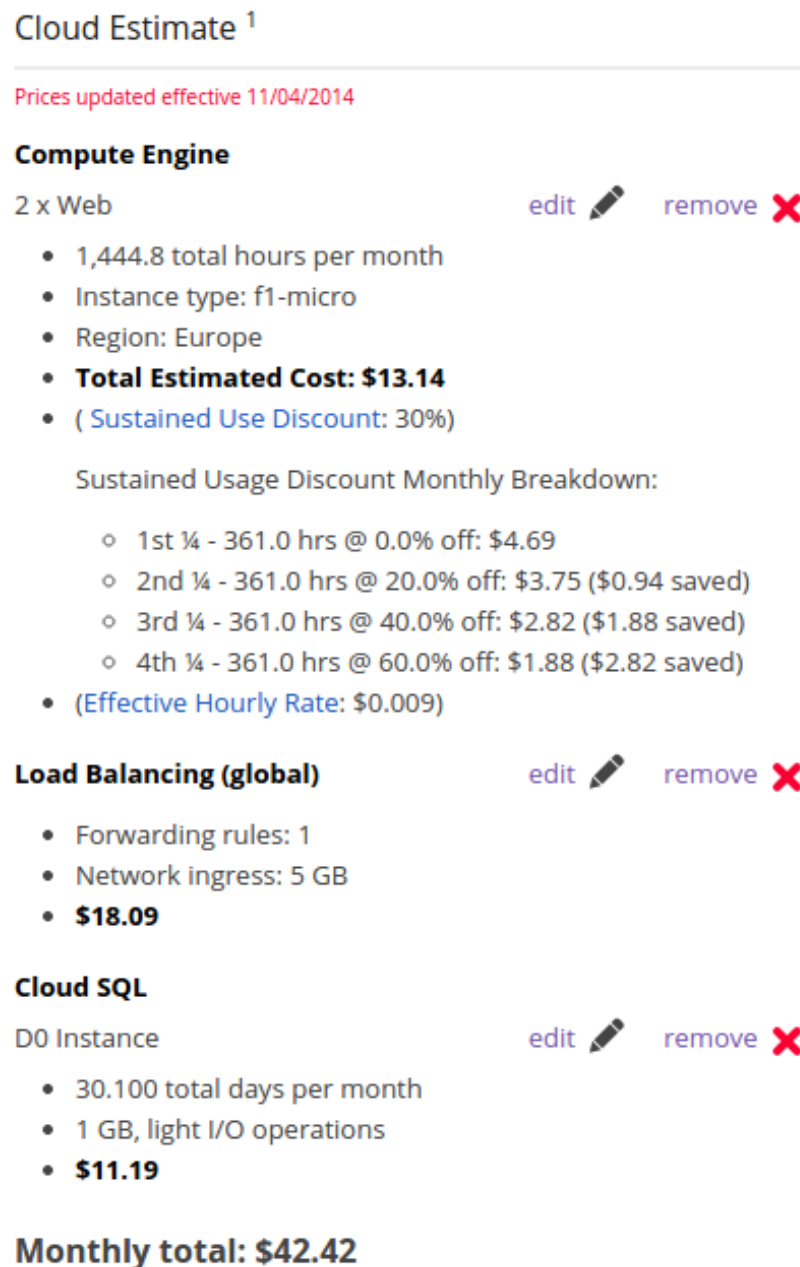 Cloud Estimate 1
Prices updated effective 11/04/2014
Compute Engine
2 x Web edit remove
1,444.8 total hours per month
Instance type: f1-micro
Region: Europe
Total Estimated Cost: $13.14
( Sustained Use Discount: 30%)
Sustained Usage Discount Monthly Breakdown:
1st ¼ - 361.0 hrs @ 0.0% off: $4.69
2nd ¼ - 361.0 hrs @ 20.0% off: $3.75 ($0.94 saved)
3rd ¼ - 361.0 hrs @ 40.0% off: $2.82 ($1.88 saved)
4th ¼ - 361.0 hrs @ 60.0% off: $1.88 ($2.82 saved)
(Effective Hourly Rate: $0.009)
Load Balancing (global) edit remove
Forwarding rules: 1
Network ingress: 5 GB
$18.09
Cloud SQL
D0 Instance edit remove
30.100 total days per month
1 GB, light I/O operations
$11.19
Monthly total: $42.42